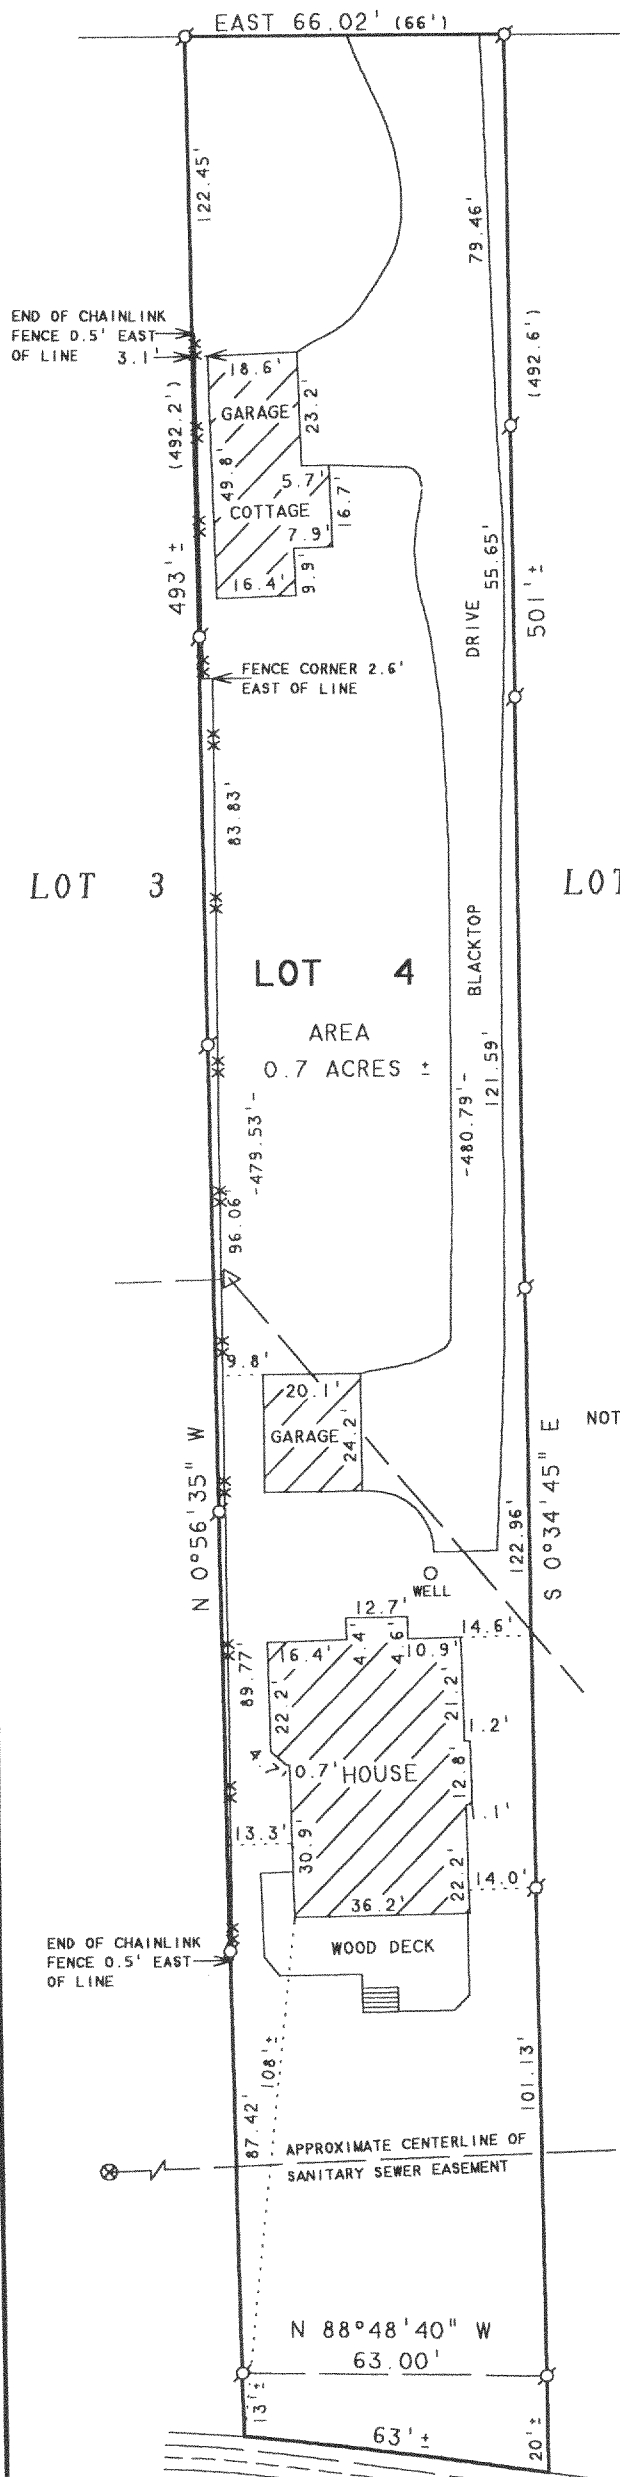 EAST 66.02' (66')
122.45'
79.46'
END OF CHAINLINK
FENCE 0.5' EAST
OF LINE
3.1'
(492.6')
18.6'
GARAGE
23.2'
(492.2')
49.8'
5.7'
COTTAGE
16.7'
7.9'
16.4'
9.9'
493'±
55.65'
DRIVE
501'±
FENCE CORNER 2.6'
EAST OF LINE
83.83'
LOT 3
LOT
BLACKTOP
LOT 4
AREA
0.7 ACRES ±
121.59'
-479.53'-
-480.79'-
96.06
9.8'
20.1'
GARAGE
24.2'
NOT
N 0°56'35" W
S 0°34'45" E
122.96'
WELL
12.7'
14.6'
16.4'
4.4'
4.6'
10.9'
89.77'
22.2'
21.2'
1.2'
0.7'
HOUSE
12.8'
1.1'
13.3'
30.9'
22.2'
14.0'
36.2'
WOOD DECK
END OF CHAINLINK
FENCE 0.5' EAST
OF LINE
108'±
101.13'
87.42'
APPROXIMATE CENTERLINE OF
SANITARY SEWER EASEMENT
N 88°48'40" W
63.00'
13'±
63'±
20'±